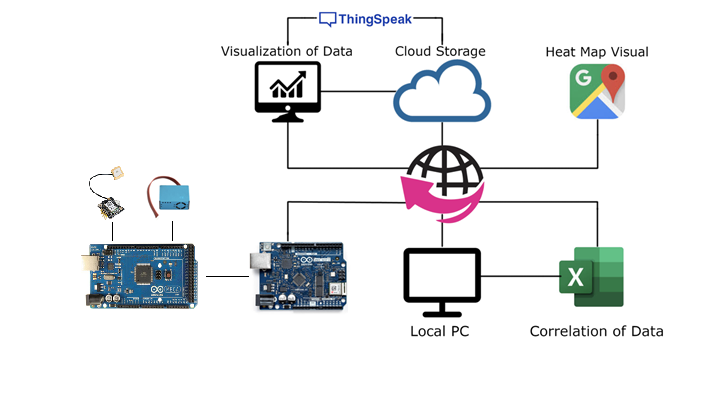 ThingSpeak
Visualization of Data
Cloud Storage
Heat Map Visual
G
X
Local PC
Correlation of Data